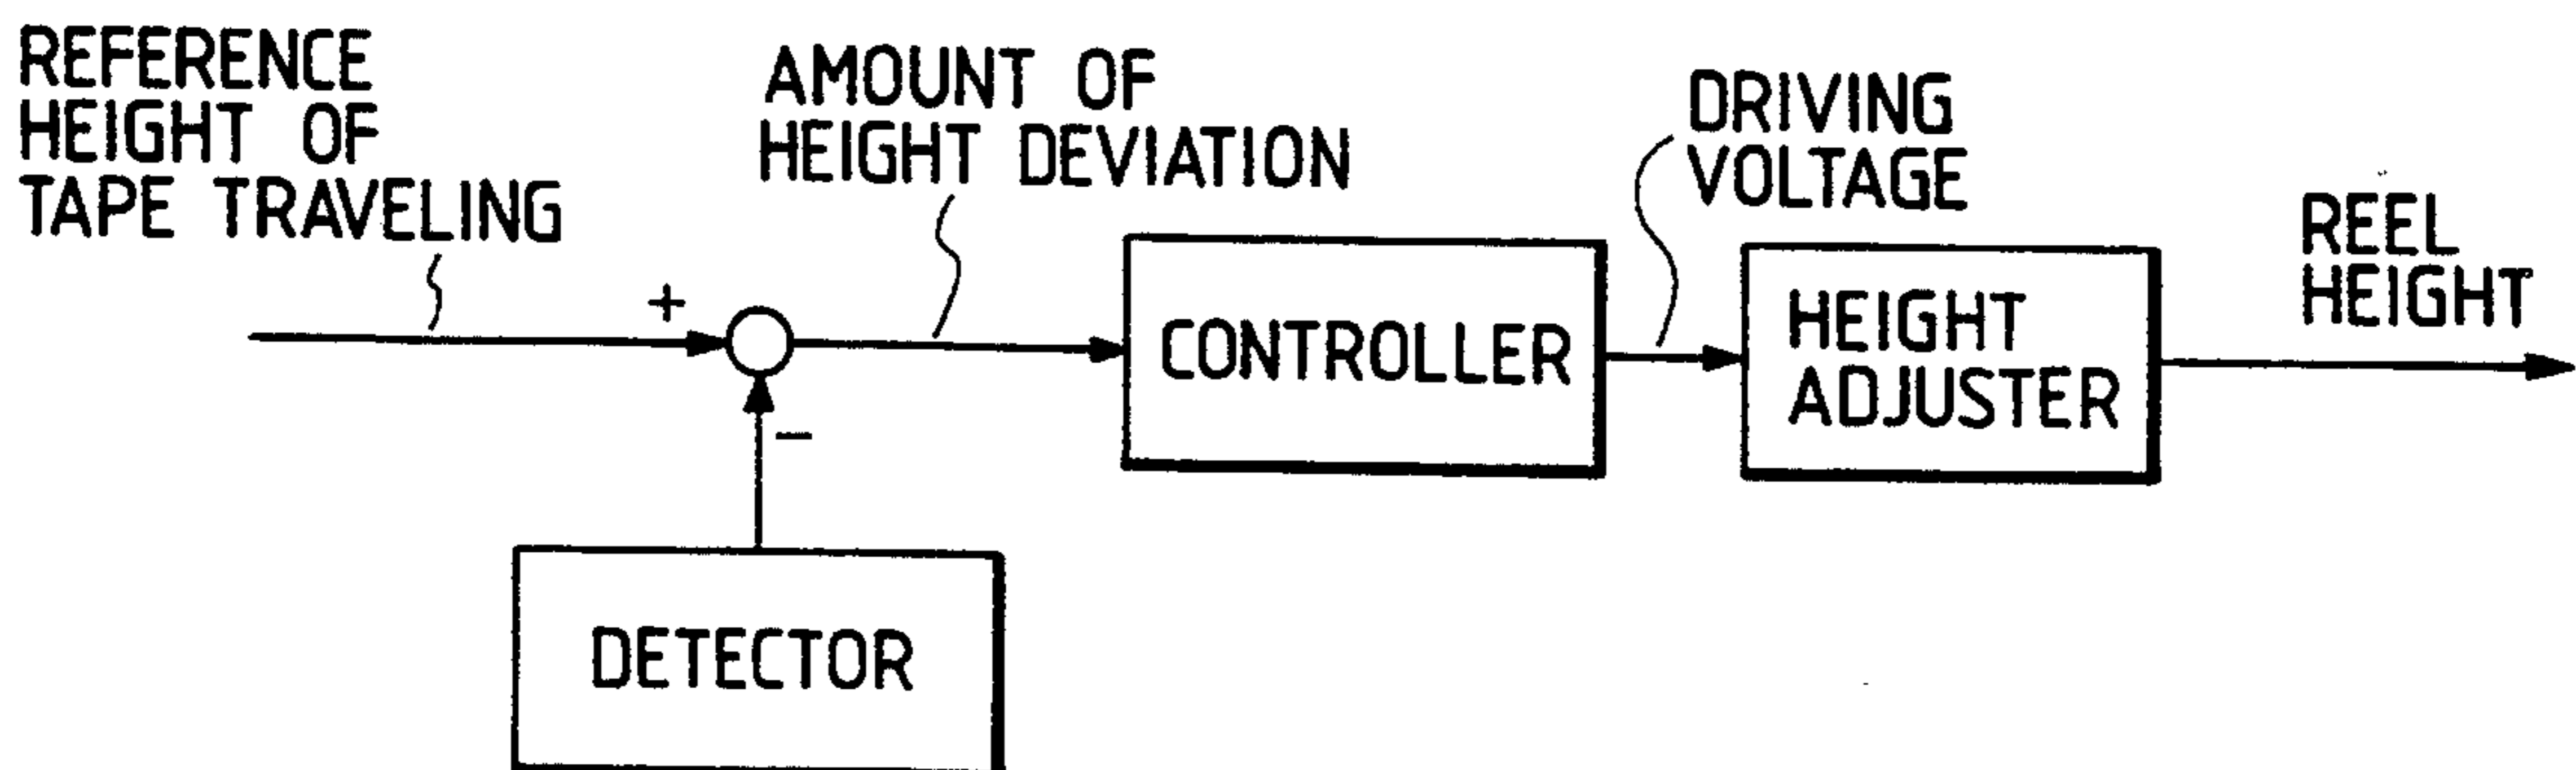 REFERENCE
HEIGHT OF
TAPE TRAVELING
AMOUNT OF
HEIGHT DEVIATION
DRIVING
VOLTAGE
REEL
HEIGHT
+
−
CONTROLLER
HEIGHT
ADJUSTER
DETECTOR